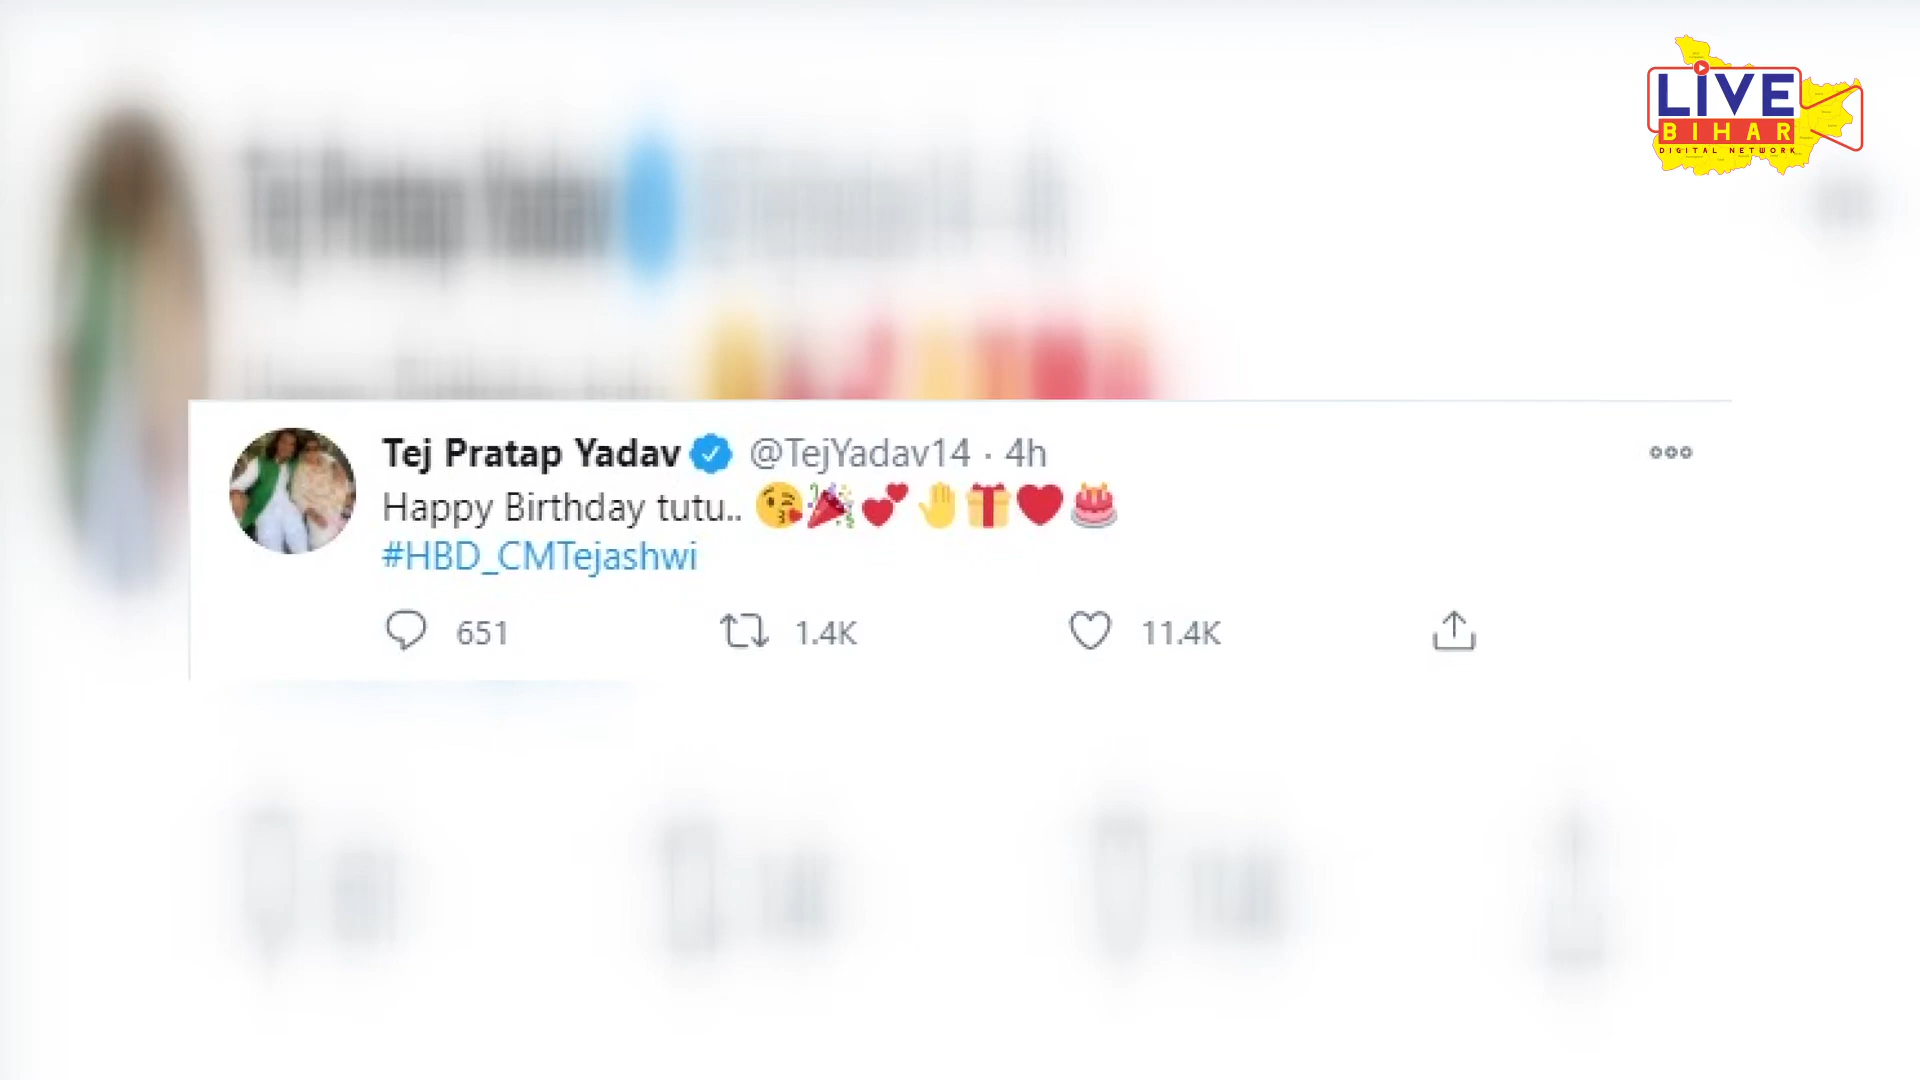 LIVE
BIHAR
DIGITAL NETWORK
Tej Pratap Yadav @TejYadav14 · 4h
Happy Birthday tutu.. 😘🎉💕🤚🎁❤️🎂
#HBD_CMTejashwi
651 1.4K 11.4K